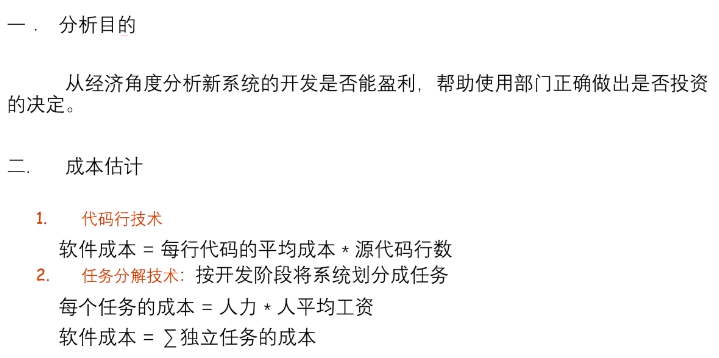 一． 分析目的
从经济角度分析新系统的开发是否能盈利，帮助使用部门正确做出是否投资
的决定。
二. 成本估计
1. 代码行技术
软件成本 = 每行代码的平均成本 * 源代码行数
2. 任务分解技术：按开发阶段将系统划分成任务
每个任务的成本 = 人力 * 人平均工资
软件成本 = ∑独立任务的成本